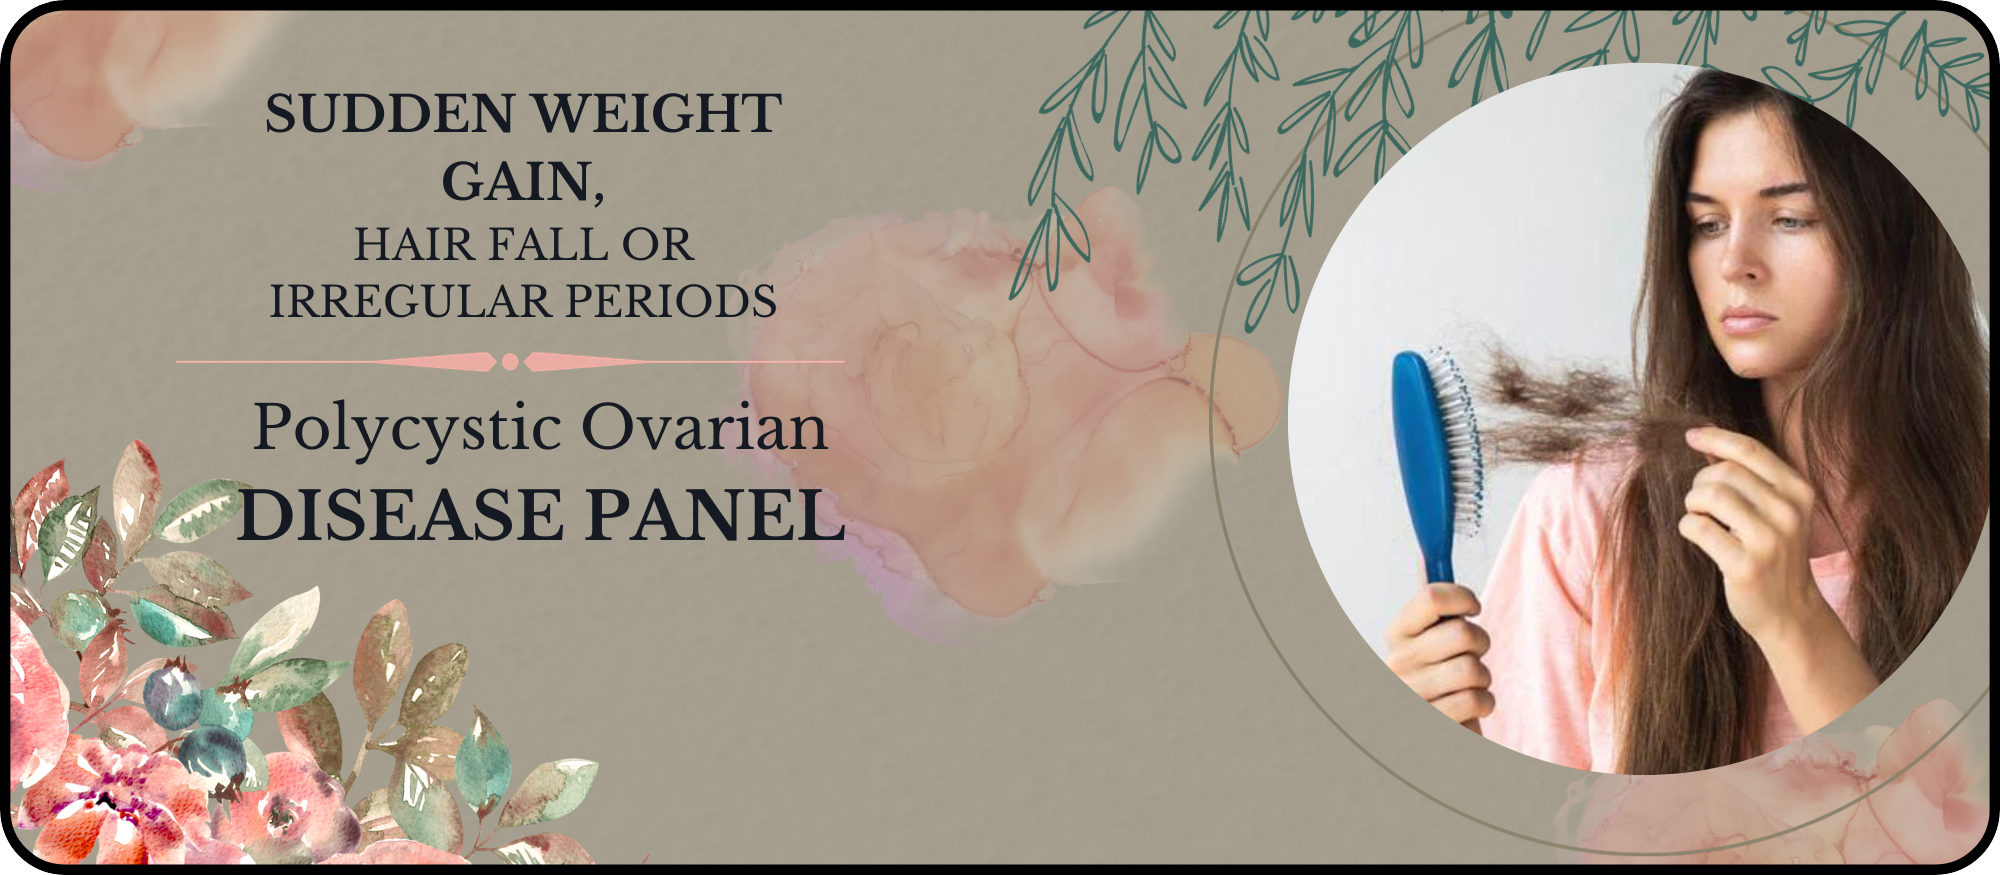 SUDDEN WEIGHT
GAIN,
HAIR FALL OR
IRREGULAR PERIODS
Polycystic Ovarian
DISEASE PANEL